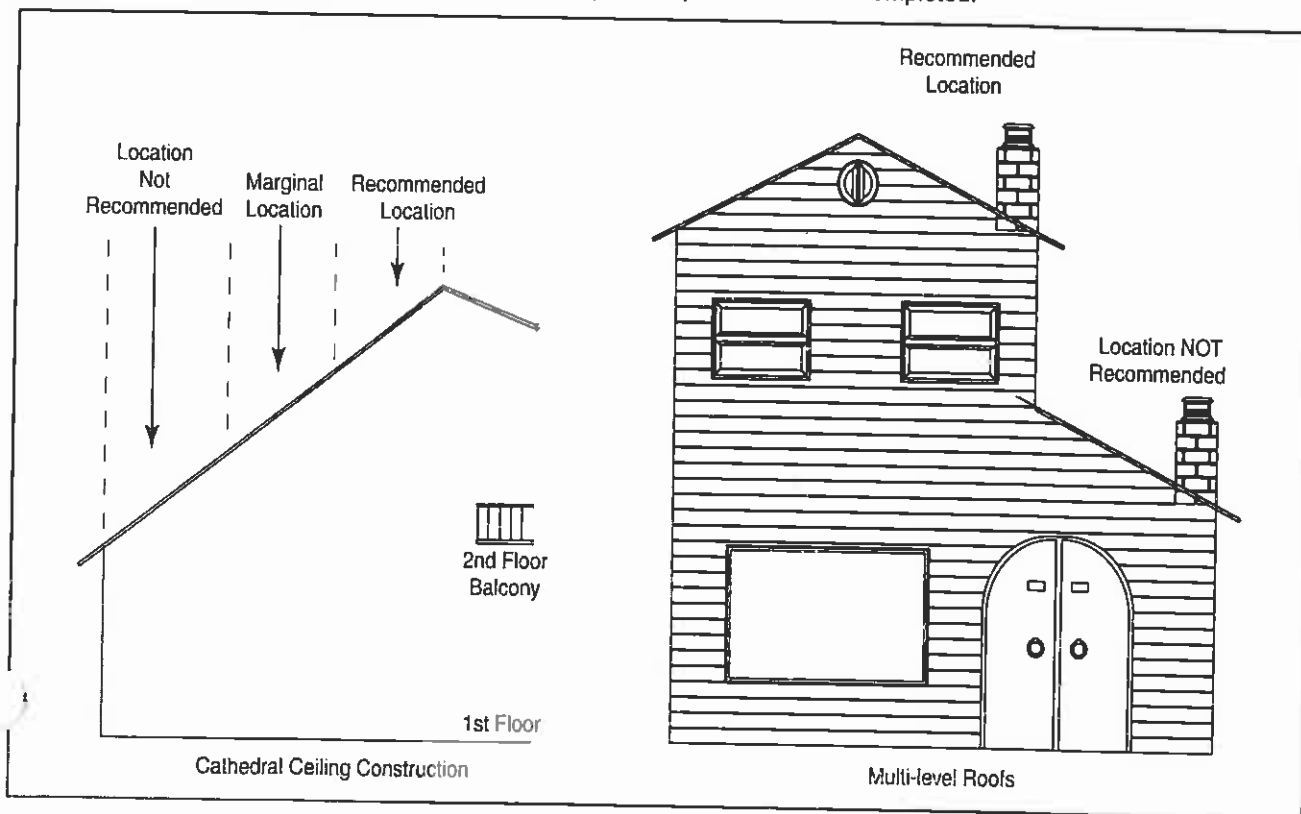 Recommended
Location
Location
Not
Recommended
Marginal
Location
Recommended
Location
Location NOT
Recommended
2nd Floor
Balcony
1st Floor
Cathedral Ceiling Construction
Multi-level Roofs